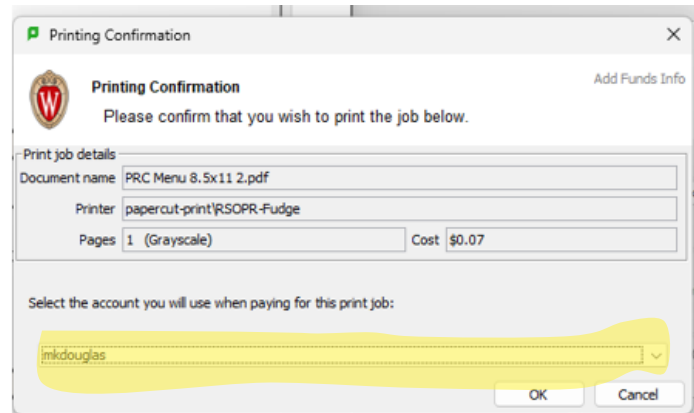 Printing Confirmation
Add Funds Info
W
Printing Confirmation
Please confirm that you wish to print the job below.
Print job details
Document name PRC Menu 8.5x11 2.pdf
Printer papercut-print\RSOPR-Fudge
Pages 1 (Grayscale) Cost $0.07
Select the account you will use when paying for this print job:
mkdouglas
OK Cancel